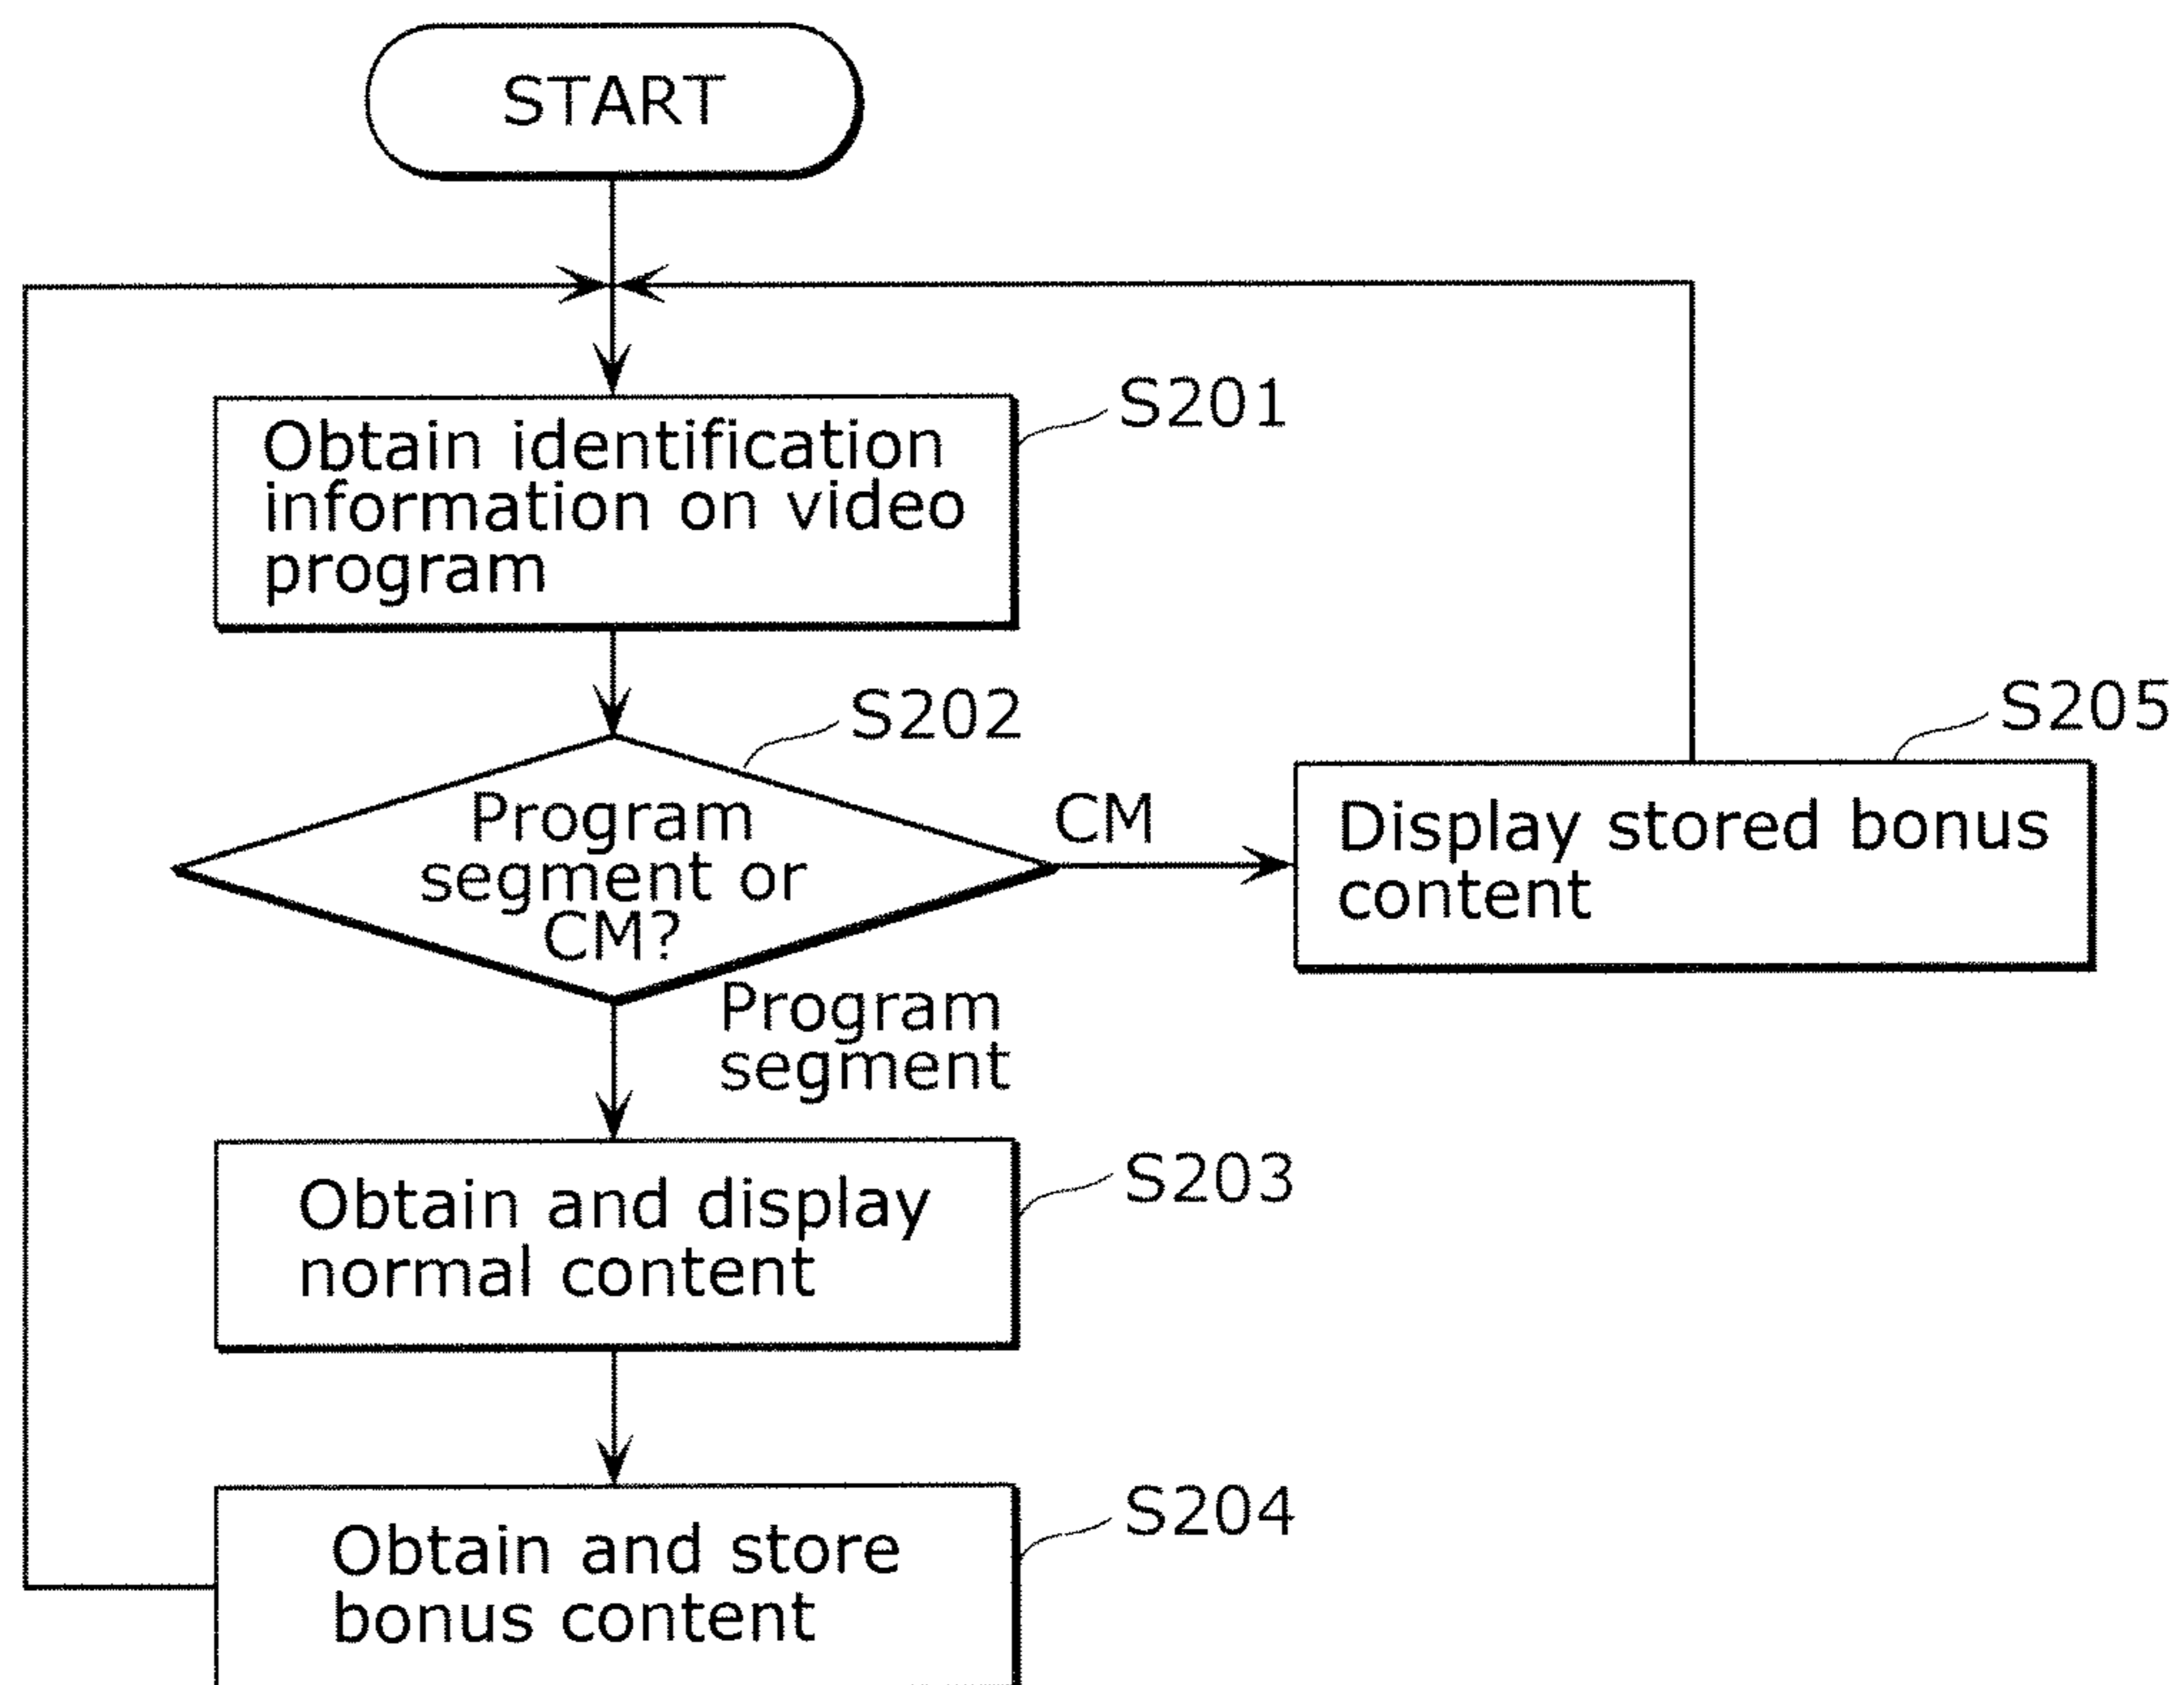 START
S201
Obtain identification
information on video
program
S202
Program
segment or
CM?
CM
S205
Display stored bonus
content
Program
segment
S203
Obtain and display
normal content
S204
Obtain and store
bonus content